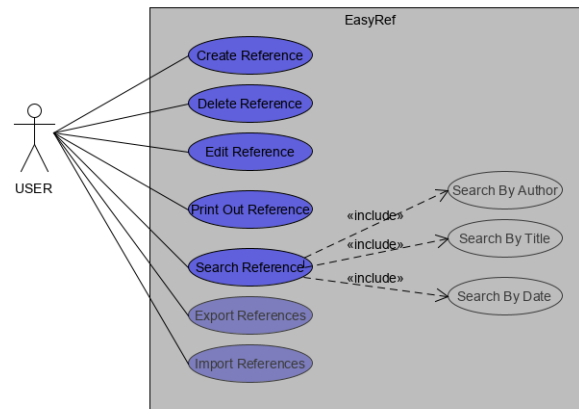 EasyRef
Create Reference
Delete Reference
Edit Reference
USER
Print Out Reference
Search By Author
«include»
Search By Title
«include»
Search Reference
«include»
Search By Date
Export References
Import References